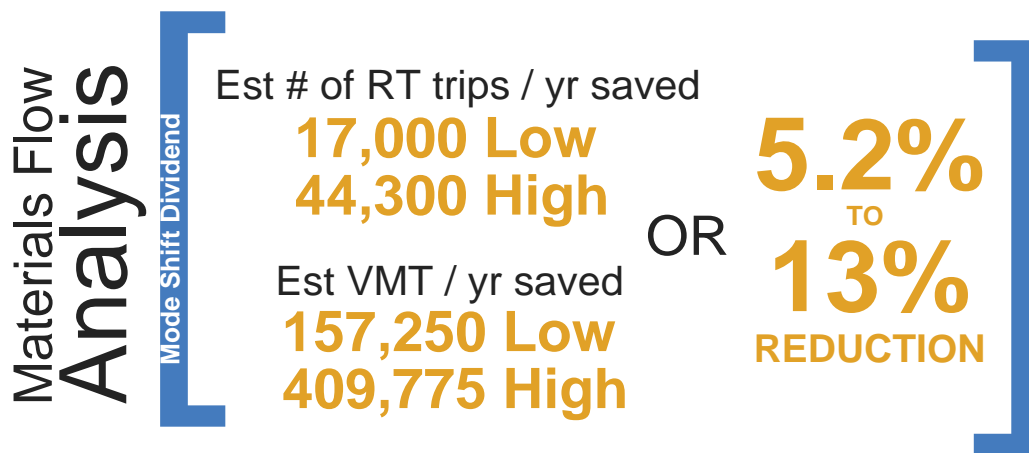 Materials Flow
Analysis
Mode Shift Dividend
Est # of RT trips / yr saved
17,000 Low
44,300 High
Est VMT / yr saved
157,250 Low
409,775 High
OR
5.2%
TO
13%
REDUCTION